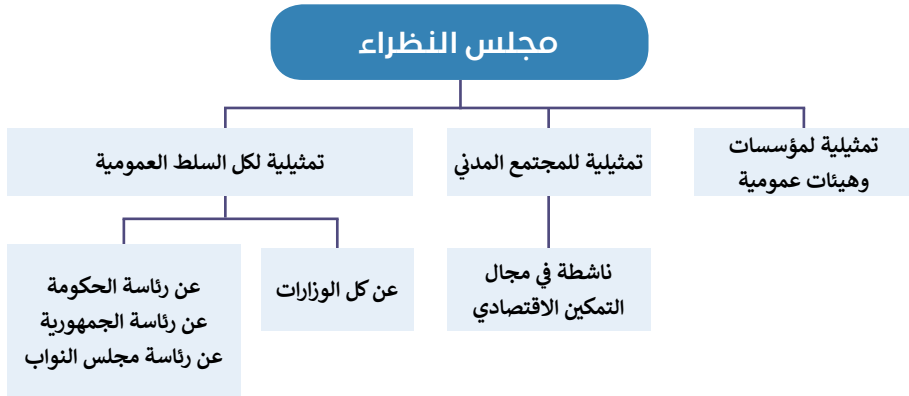 مجلس النظراء
تمثيلية لمؤسسات
وهيئات عمومية
تمثيلية للمجتمع المدني
تمثيلية لكل السلط العمومية
ناشطة في مجال
التمكين الاقتصادي
عن كل الوزارات
عن رئاسة الحكومة
عن رئاسة الجمهورية
عن رئاسة مجلس النواب